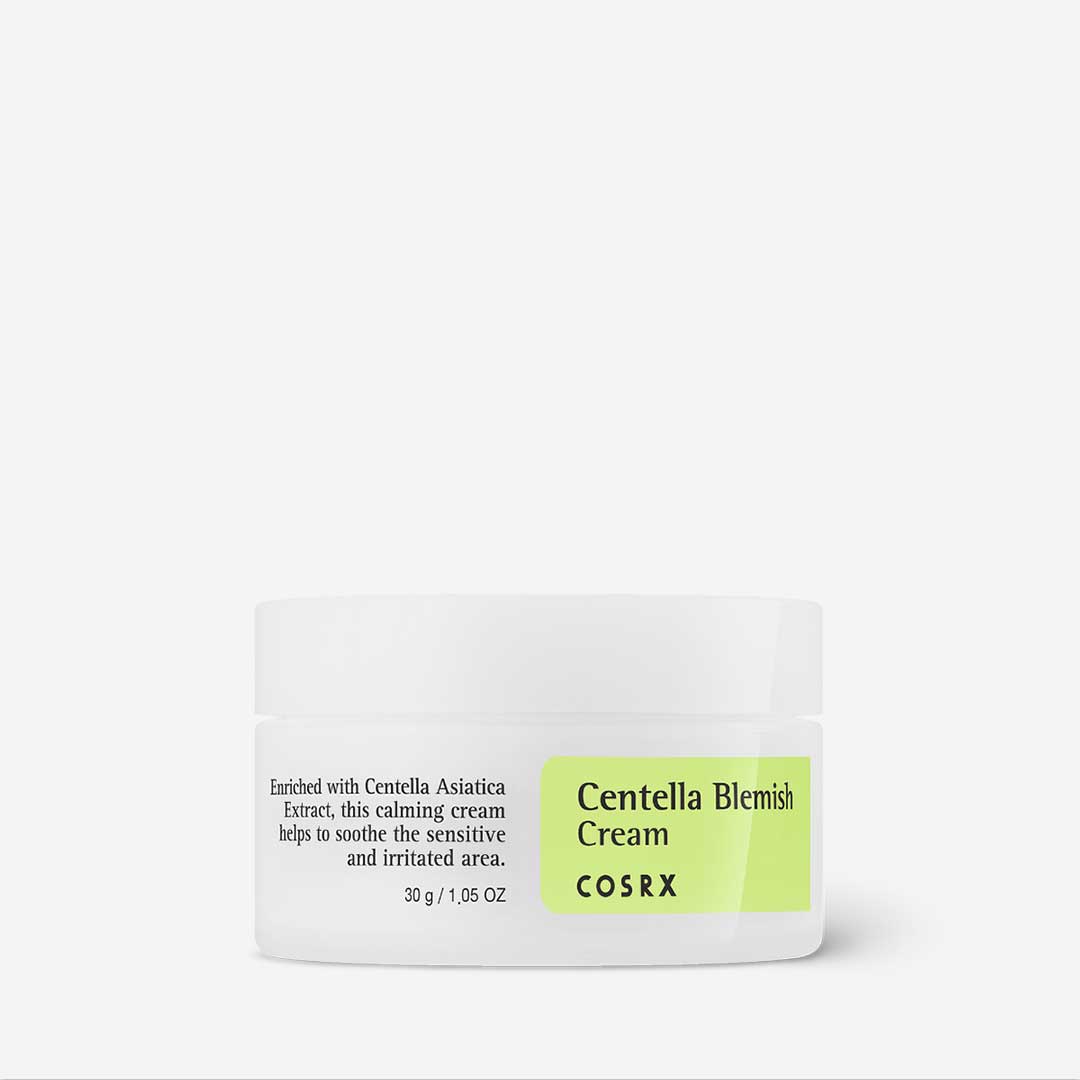 Enriched with Centella Asiatica
Extract, this calming cream
helps to soothe the sensitive
and irritated area.
30 g / 1.05 OZ
Centella Blemish
Cream
COSRX